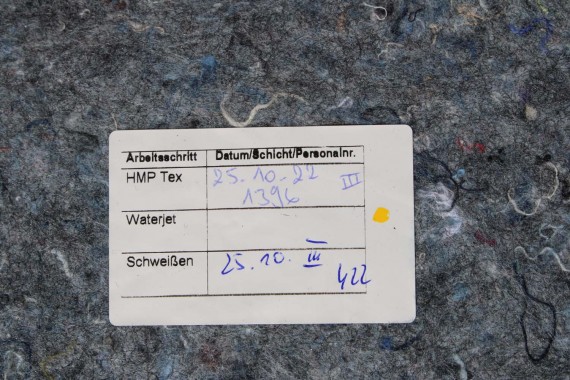 Arbeitsschritt Datum/Schicht/Personalnr.
HMP Tex 25.10.22 III
1396
Waterjet
Schweißen 25.10. III
422